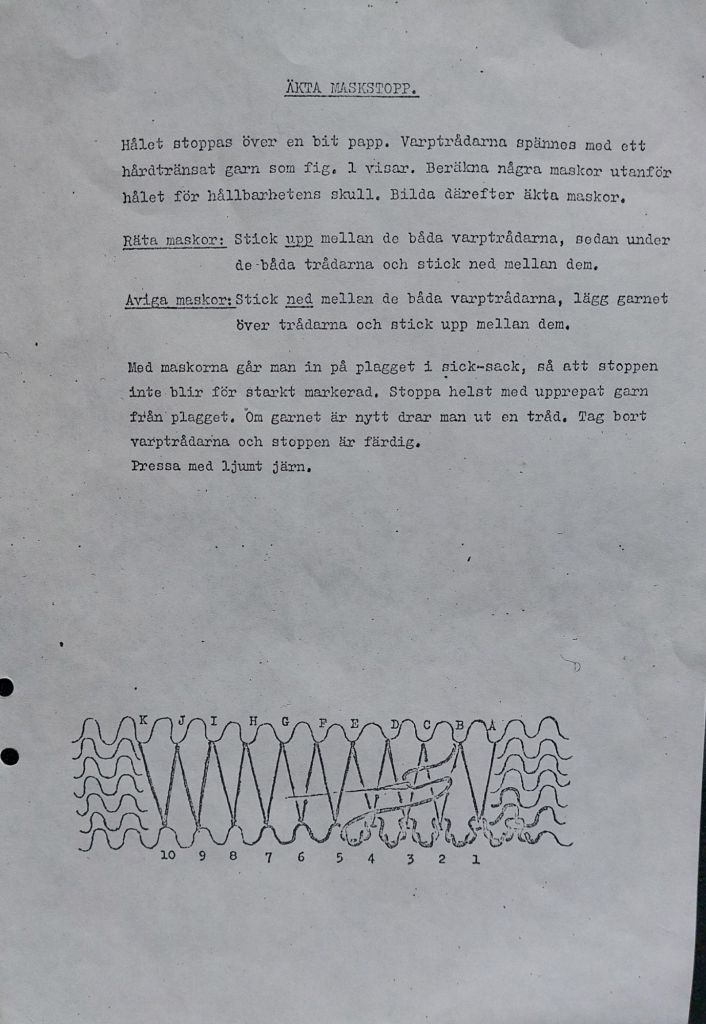 ÄKTA MASKSTOPP.
Hålet stoppas över en bit papp. Varptrådarna spännes med ett
hårdtränsat garn som fig. 1 visar. Beräkna några maskor utanför
hålet för hållbarhetens skull. Bilda därefter äkta maskor.
Räta maskor: Stick upp mellan de båda varptrådarna, sedan under
de båda trådarna och stick ned mellan dem.
Aviga maskor: Stick ned mellan de båda varptrådarna, lägg garnet
över trådarna och stick upp mellan dem.
Med maskorna går man in på plagget i sick-sack, så att stoppen
inte blir för starkt markerad. Stoppa helst med upprepat garn
från plagget. Om garnet är nytt drar man ut en tråd. Tag bort
varptrådarna och stoppen är färdig.
Pressa med ljumt järn.
K J I H G F E D C B A
10 9 8 7 6 5 4 3 2 1